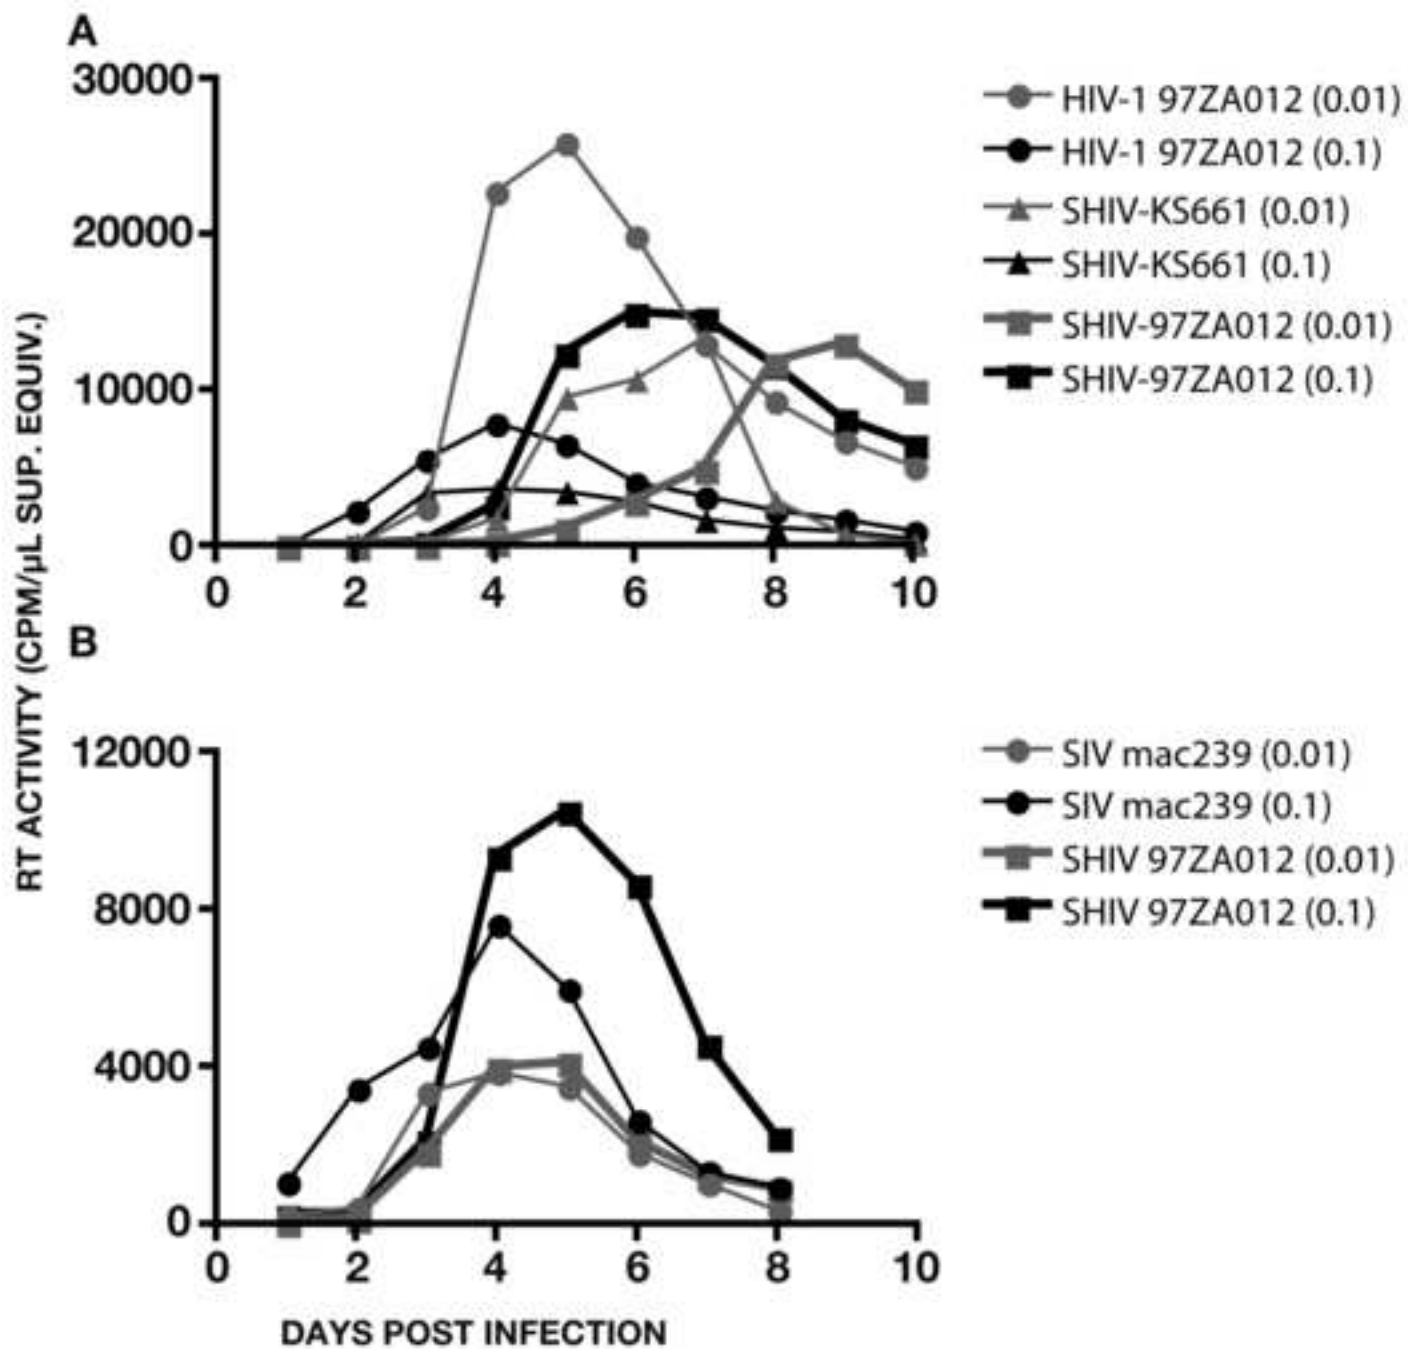 A
30000
20000
10000
0
0 2 4 6 8 10
HIV-1 97ZA012 (0.01)
HIV-1 97ZA012 (0.1)
SHIV-KS661 (0.01)
SHIV-KS661 (0.1)
SHIV-97ZA012 (0.01)
SHIV-97ZA012 (0.1)
RT ACTIVITY (CPM/µL SUP. EQUIV.)
B
12000
8000
4000
0
0 2 4 6 8 10
SIV mac239 (0.01)
SIV mac239 (0.1)
SHIV 97ZA012 (0.01)
SHIV 97ZA012 (0.1)
DAYS POST INFECTION